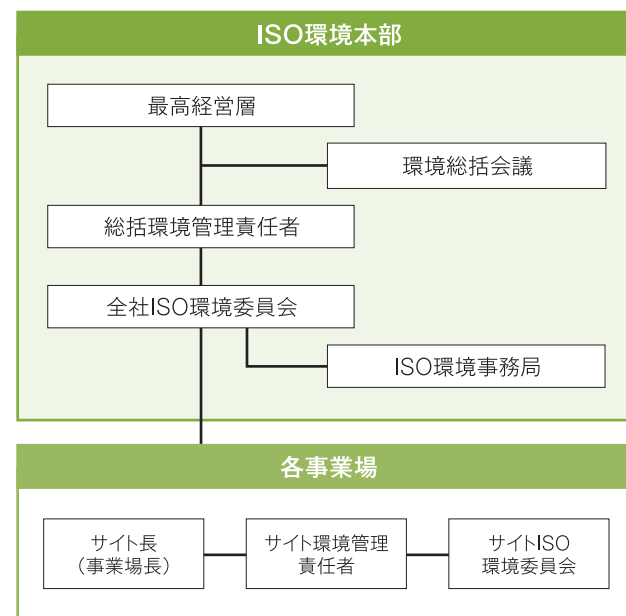 ISO環境本部
最高経営層
環境総括会議
総括環境管理責任者
全社ISO環境委員会
ISO環境事務局
各事業場
サイト長
（事業場長）
サイト環境管理
責任者
サイトISO
環境委員会